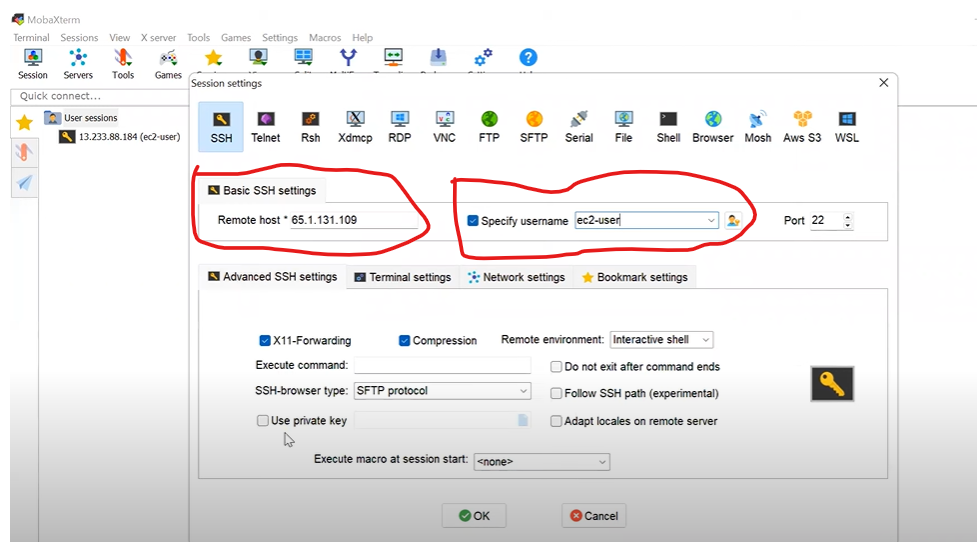 MobaXterm
Terminal Sessions View X server Tools Games Settings Macros Help
Session Servers Tools Games
Quick connect...
Session settings
User sessions
13.233.88.184 (ec2-user)
SSH Telnet Rsh Xdmcp RDP VNC FTP SFTP Serial File Shell Browser Mosh Aws S3 WSL
Basic SSH settings
Remote host * 65.1.131.109 Specify username ec2-user Port 22
Advanced SSH settings Terminal settings Network settings Bookmark settings
X11-Forwarding Compression Remote environment: Interactive shell
Execute command: Do not exit after command ends
SSH-browser type: SFTP protocol Follow SSH path (experimental)
Use private key Adapt locales on remote server
Execute macro at session start: <none>
OK Cancel